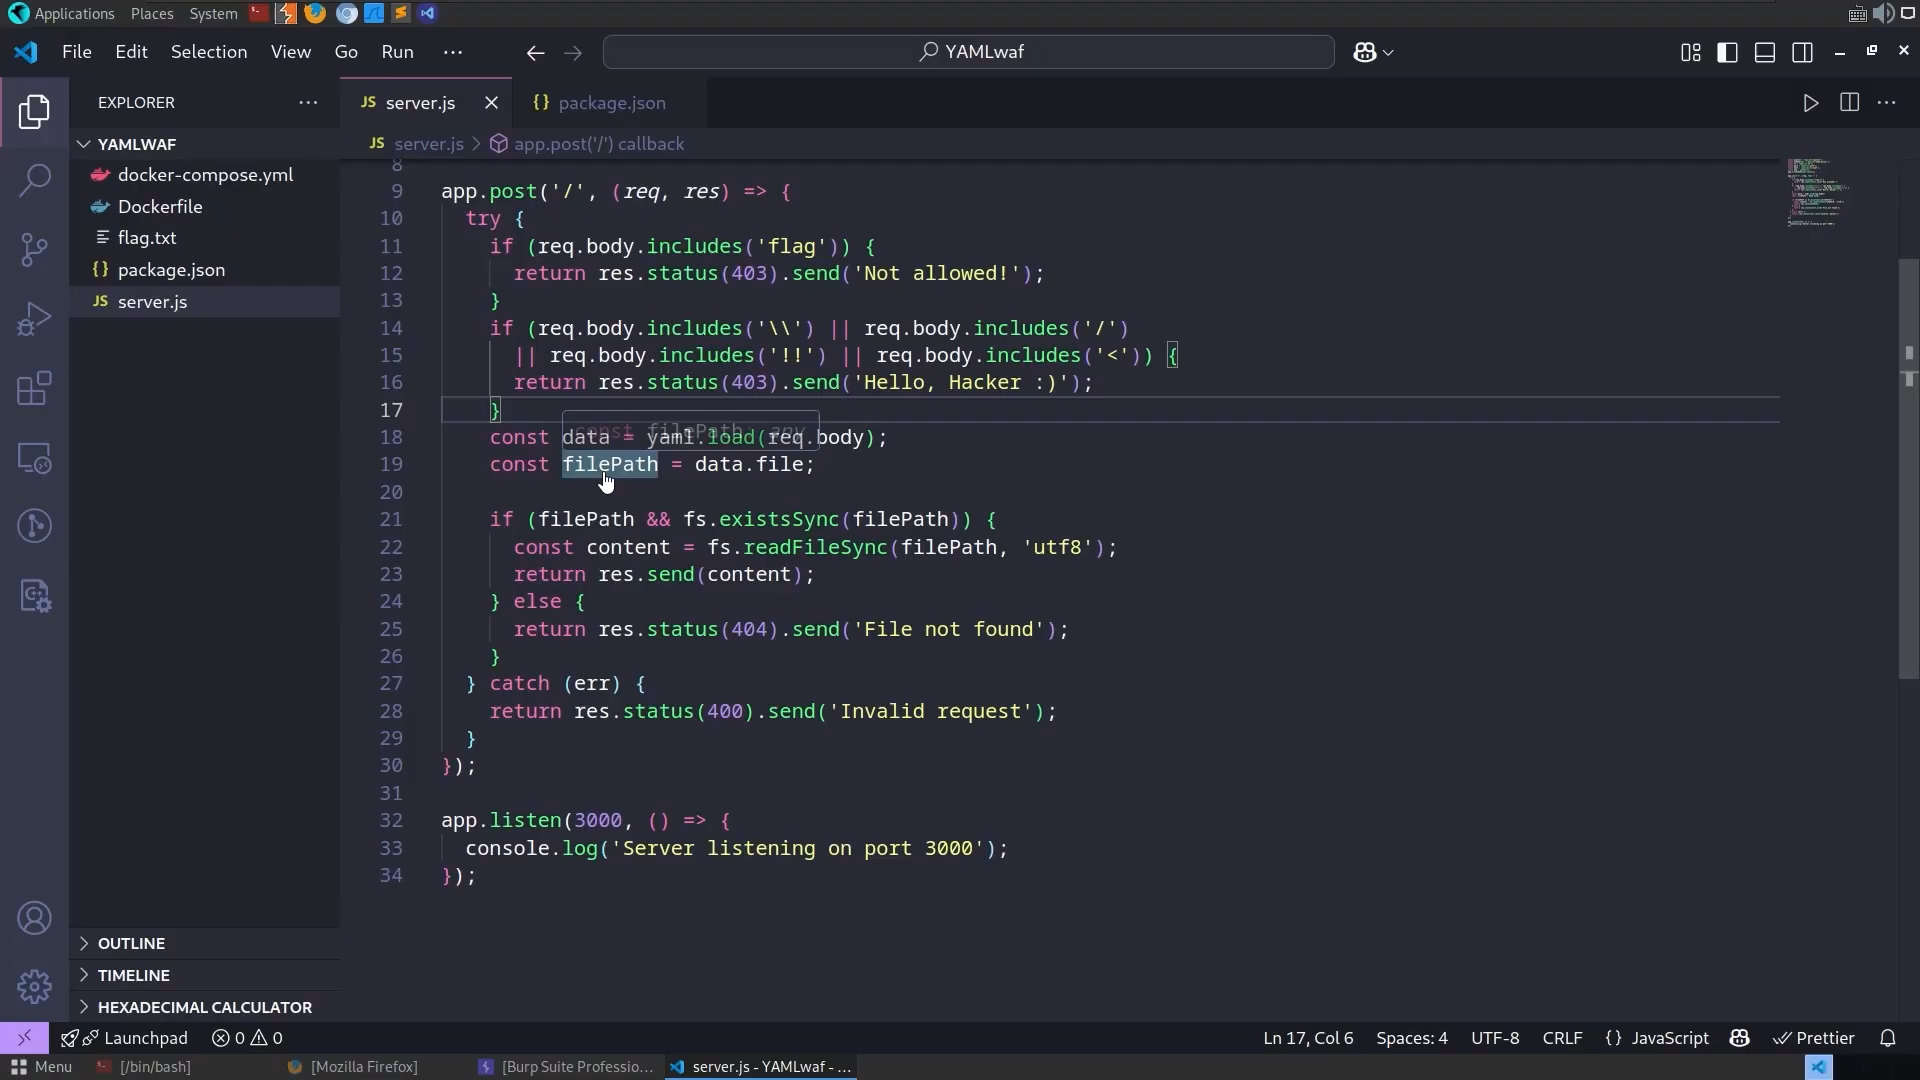 Applications Places System
File Edit Selection View Go Run ···
YAMLwaf
EXPLORER ···
YAMLWAF
docker-compose.yml
Dockerfile
flag.txt
{} package.json
JS server.js
OUTLINE
TIMELINE
HEXADECIMAL CALCULATOR
JS server.js
{} package.json
JS server.js > app.post('/') callback
8
9 app.post('/', (req, res) => {
10 try {
11 if (req.body.includes('flag')) {
12 return res.status(403).send('Not allowed!');
13 }
14 if (req.body.includes('\\') || req.body.includes('/')
15 || req.body.includes('!!') || req.body.includes('<')) {
16 return res.status(403).send('Hello, Hacker :)');
17 }
const filePath: any
18 const data = yaml.load(req.body);
19 const filePath = data.file;
20
21 if (filePath && fs.existsSync(filePath)) {
22 const content = fs.readFileSync(filePath, 'utf8');
23 return res.send(content);
24 } else {
25 return res.status(404).send('File not found');
26 }
27 } catch (err) {
28 return res.status(400).send('Invalid request');
29 }
30 });
31
32 app.listen(3000, () => {
33 console.log('Server listening on port 3000');
34 });
Launchpad 0 0
Ln 17, Col 6 Spaces: 4 UTF-8 CRLF {} JavaScript Prettier
Menu [/bin/bash] [Mozilla Firefox] [Burp Suite Professio... server.js - YAMLwaf - ...